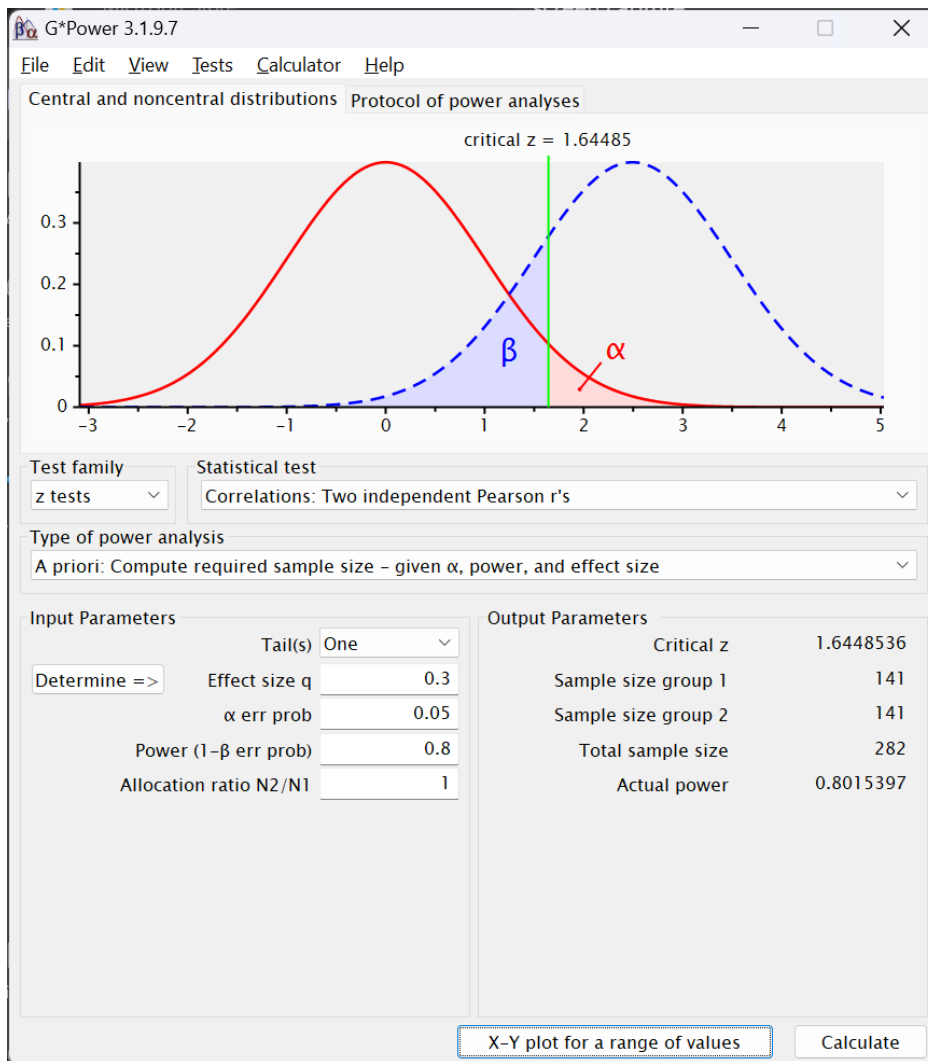 G*Power 3.1.9.7
File Edit View Tests Calculator Help
Central and noncentral distributions Protocol of power analyses
critical z = 1.64485
0.3
0.2
0.1
0
β
α
−3 −2 −1 0 1 2 3 4 5
Test family
z tests
Statistical test
Correlations: Two independent Pearson r's
Type of power analysis
A priori: Compute required sample size – given α, power, and effect size
Input Parameters
Tail(s) One
Determine => Effect size q 0.3
α err prob 0.05
Power (1−β err prob) 0.8
Allocation ratio N2/N1 1
Output Parameters
Critical z 1.6448536
Sample size group 1 141
Sample size group 2 141
Total sample size 282
Actual power 0.8015397
X-Y plot for a range of values Calculate